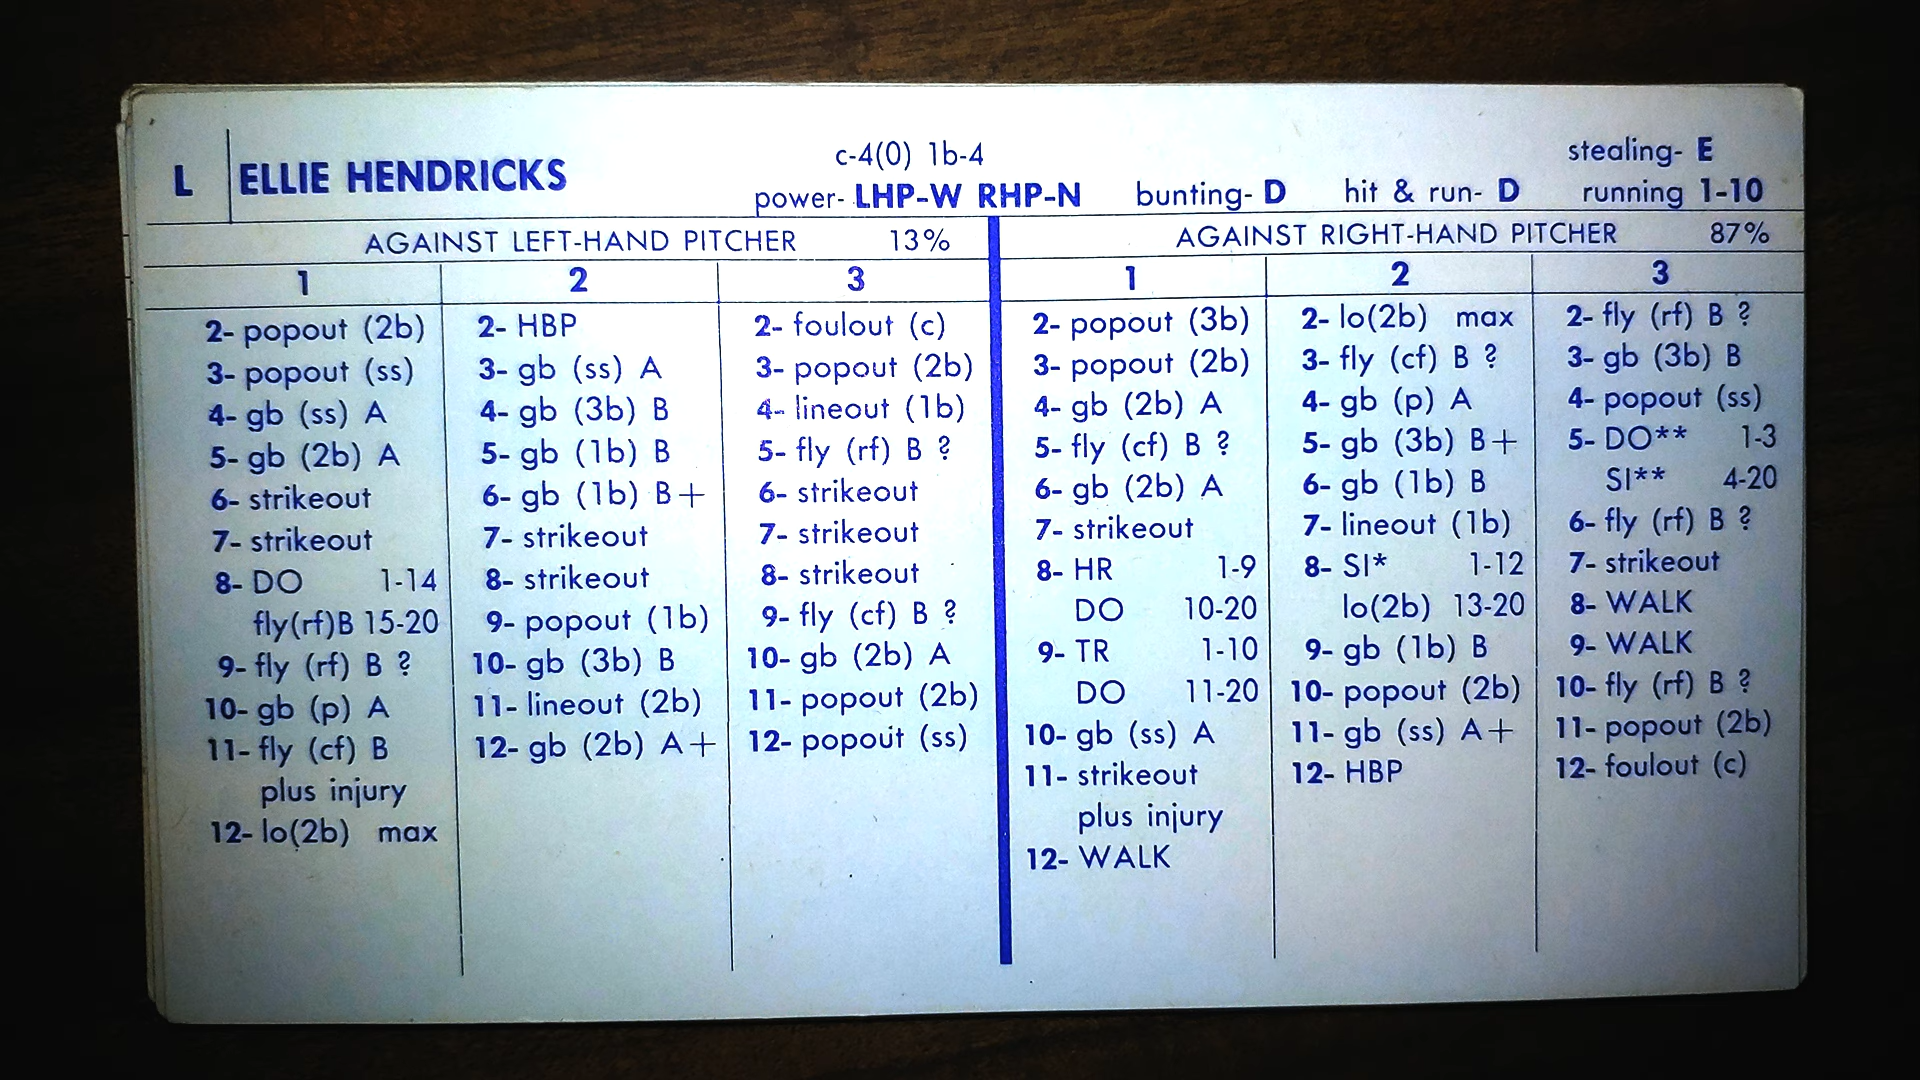 L ELLIE HENDRICKS
c-4(0) 1b-4
power- LHP-W RHP-N
bunting- D
hit & run- D
stealing- E
running 1-10
AGAINST LEFT-HAND PITCHER 13%
1
2- popout (2b)
3- popout (ss)
4- gb (ss) A
5- gb (2b) A
6- strikeout
7- strikeout
8- DO 1-14
fly(rf)B 15-20
9- fly (rf) B ?
10- gb (p) A
11- fly (cf) B
plus injury
12- lo(2b) max
2
2- HBP
3- gb (ss) A
4- gb (3b) B
5- gb (1b) B
6- gb (1b) B+
7- strikeout
8- strikeout
9- popout (1b)
10- gb (3b) B
11- lineout (2b)
12- gb (2b) A+
3
2- foulout (c)
3- popout (2b)
4- lineout (1b)
5- fly (rf) B ?
6- strikeout
7- strikeout
8- strikeout
9- fly (cf) B ?
10- gb (2b) A
11- popout (2b)
12- popout (ss)
AGAINST RIGHT-HAND PITCHER 87%
1
2- popout (3b)
3- popout (2b)
4- gb (2b) A
5- fly (cf) B ?
6- gb (2b) A
7- strikeout
8- HR 1-9
DO 10-20
9- TR 1-10
DO 11-20
10- gb (ss) A
11- strikeout
plus injury
12- WALK
2
2- lo(2b) max
3- fly (cf) B ?
4- gb (p) A
5- gb (3b) B+
6- gb (1b) B
7- lineout (1b)
8- SI* 1-12
lo(2b) 13-20
9- gb (1b) B
10- popout (2b)
11- gb (ss) A+
12- HBP
3
2- fly (rf) B ?
3- gb (3b) B
4- popout (ss)
5- DO** 1-3
SI** 4-20
6- fly (rf) B ?
7- strikeout
8- WALK
9- WALK
10- fly (rf) B ?
11- popout (2b)
12- foulout (c)